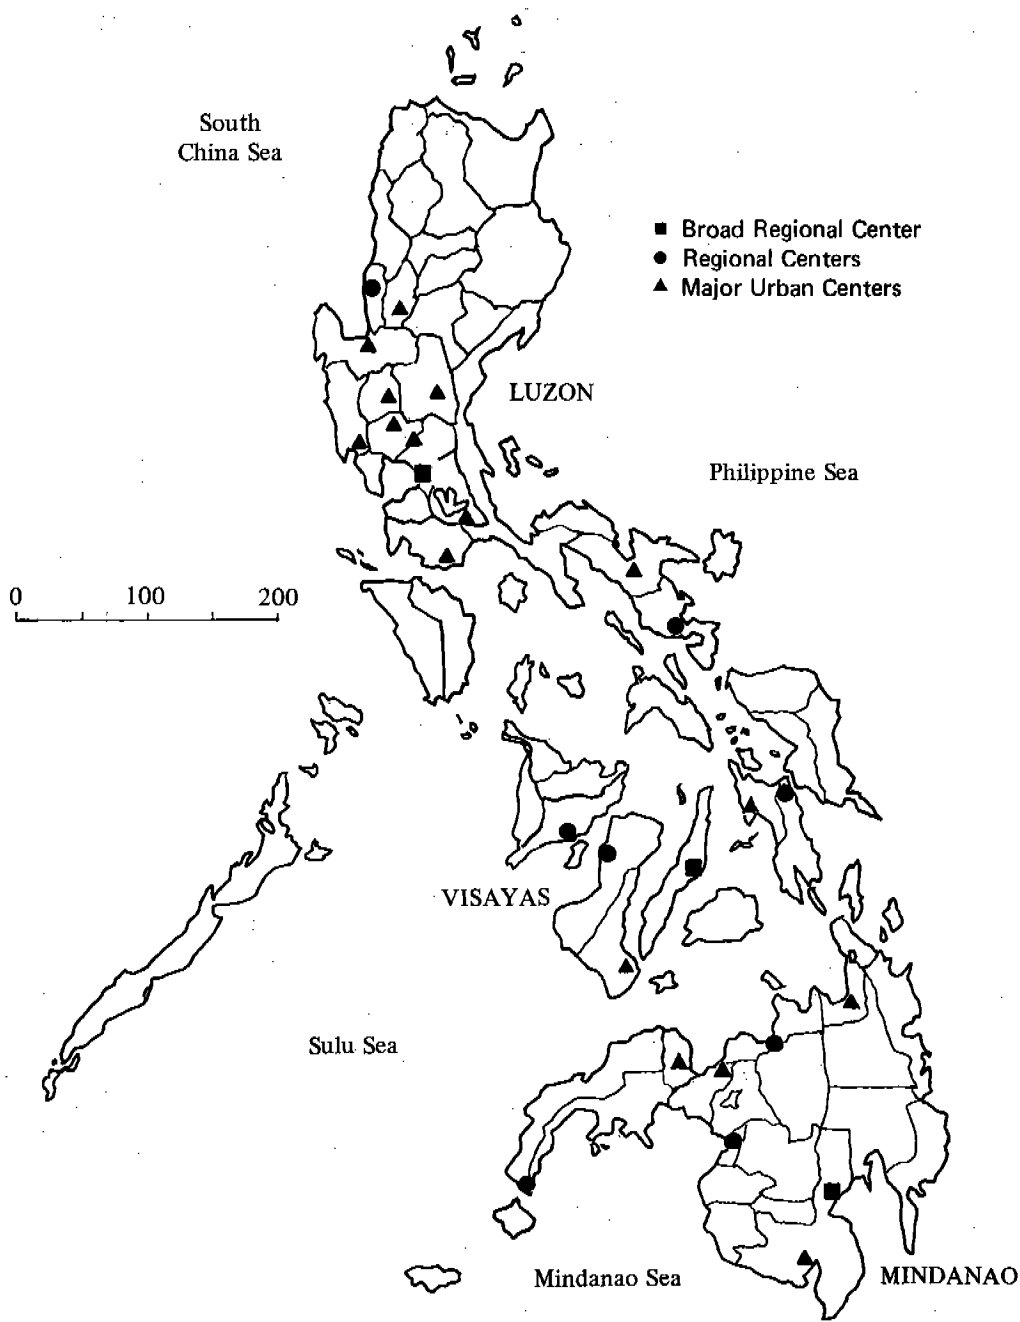 South
China Sea
Broad Regional Center
Regional Centers
Major Urban Centers
LUZON
Philippine Sea
0 100 200
VISAYAS
Sulu Sea
Mindanao Sea
MINDANAO